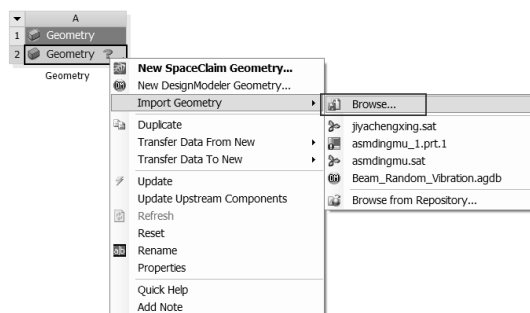 A
1 Geometry
2 Geometry ?
Geometry
New SpaceClaim Geometry...
New DesignModeler Geometry...
Import Geometry
Duplicate
Transfer Data From New
Transfer Data To New
Update
Update Upstream Components
Refresh
Reset
Rename
Properties
Quick Help
Add Note
Browse...
jiyachengxing.sat
asmdingmu_1.prt.1
asmdingmu.sat
Beam_Random_Vibration.agdb
Browse from Repository...